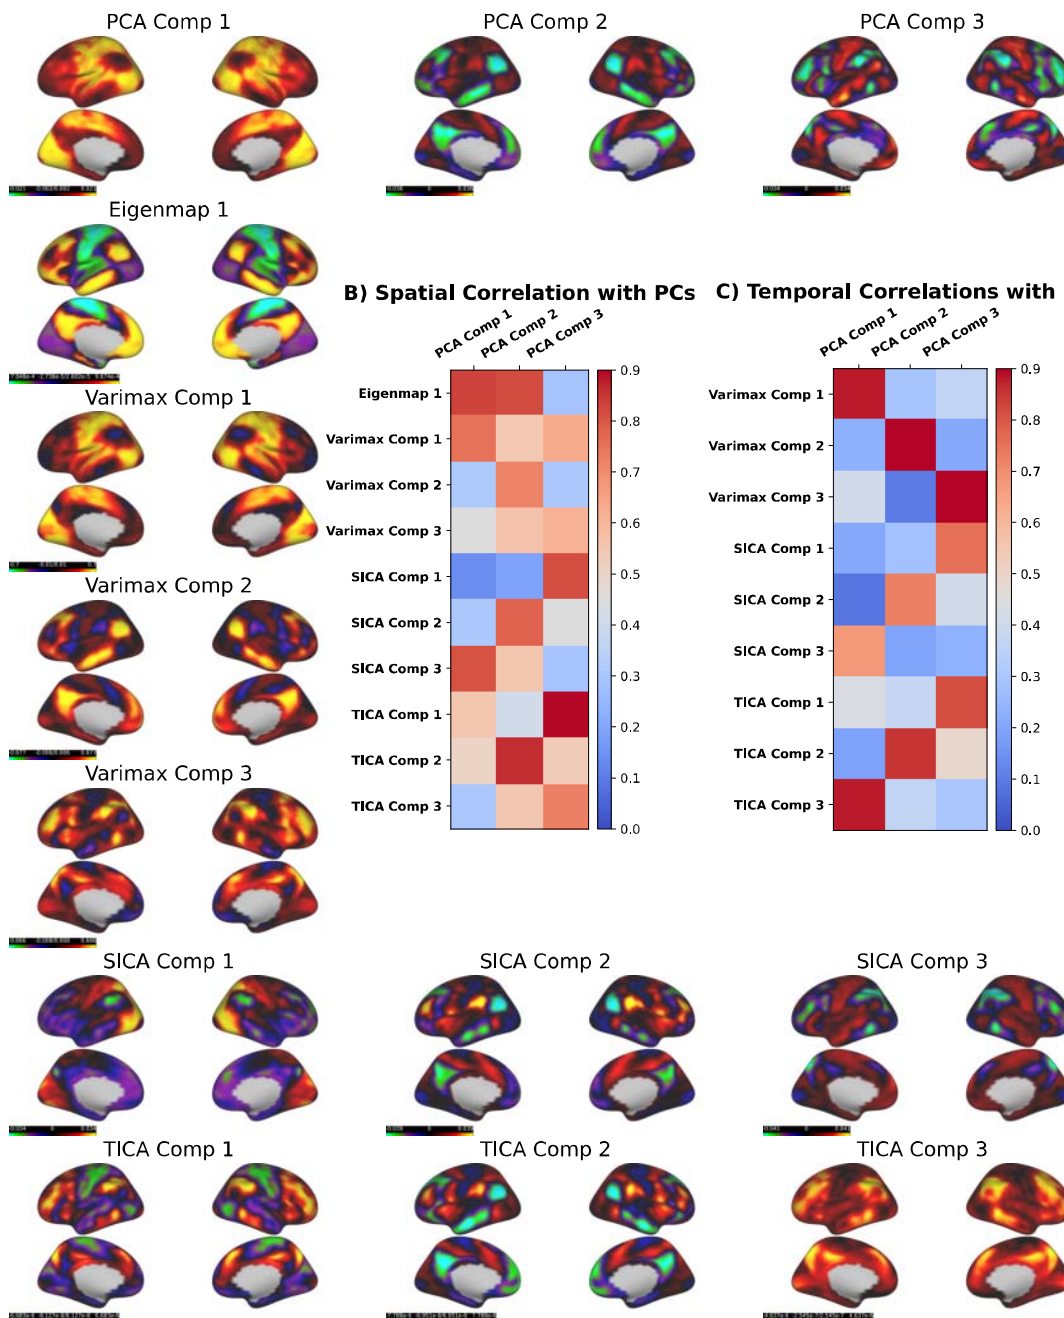 PCA Comp 1
PCA Comp 2
PCA Comp 3
Eigenmap 1
B) Spatial Correlation with PCs
C) Temporal Correlations with
PCA Comp 1
PCA Comp 2
PCA Comp 3
PCA Comp 1
PCA Comp 2
PCA Comp 3
Eigenmap 1
Varimax Comp 1
Varimax Comp 2
Varimax Comp 3
SICA Comp 1
SICA Comp 2
SICA Comp 3
TICA Comp 1
TICA Comp 2
TICA Comp 3
0.9
0.8
0.7
0.6
0.5
0.4
0.3
0.2
0.1
0.0
Varimax Comp 1
Varimax Comp 2
Varimax Comp 3
SICA Comp 1
SICA Comp 2
SICA Comp 3
TICA Comp 1
TICA Comp 2
TICA Comp 3
0.9
0.8
0.7
0.6
0.5
0.4
0.3
0.2
0.1
0.0
Varimax Comp 1
Varimax Comp 2
Varimax Comp 3
SICA Comp 1
SICA Comp 2
SICA Comp 3
TICA Comp 1
TICA Comp 2
TICA Comp 3